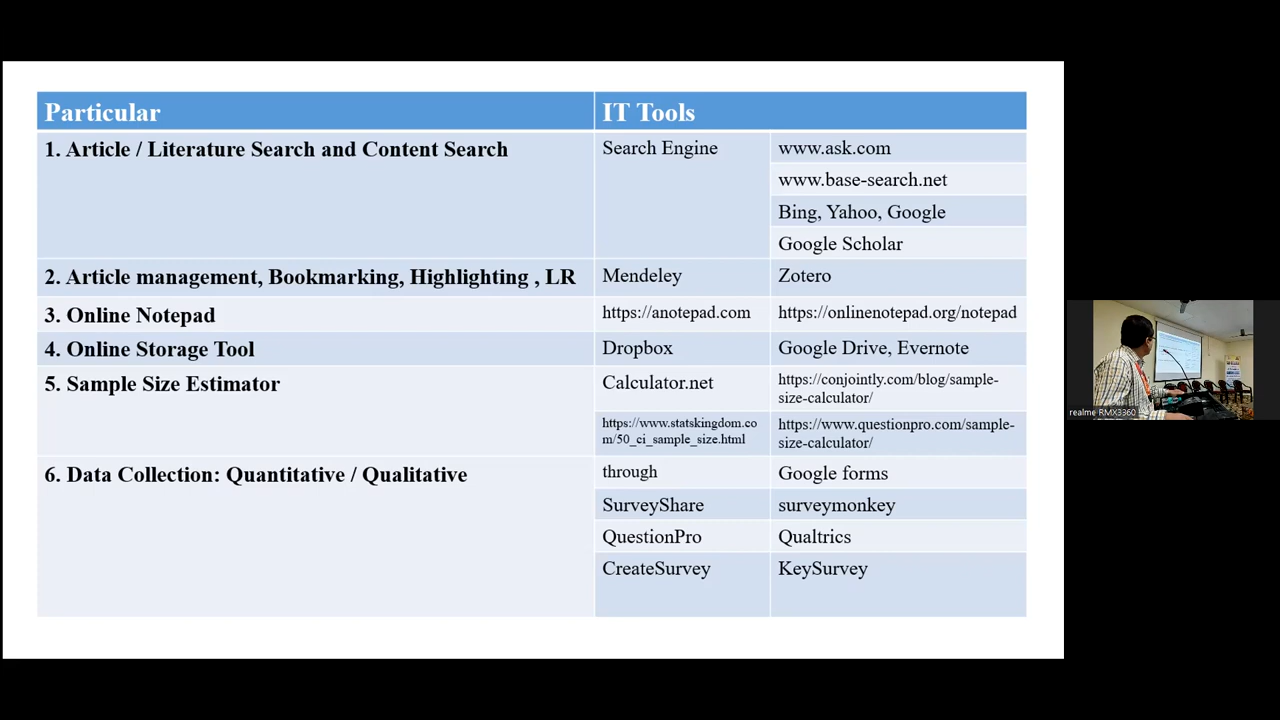 Particular
IT Tools
1. Article / Literature Search and Content Search
Search Engine
www.ask.com
www.base-search.net
Bing, Yahoo, Google
Google Scholar
2. Article management, Bookmarking, Highlighting , LR
Mendeley
Zotero
3. Online Notepad
https://anotepad.com
https://onlinenotepad.org/notepad
4. Online Storage Tool
Dropbox
Google Drive, Evernote
5. Sample Size Estimator
Calculator.net
https://conjointly.com/blog/sample-
size-calculator/
https://www.statskingdom.co
m/50_ci_sample_size.html
https://www.questionpro.com/sample-
size-calculator/
6. Data Collection: Quantitative / Qualitative
through
Google forms
SurveyShare
surveymonkey
QuestionPro
Qualtrics
CreateSurvey
KeySurvey
realme RMX3360